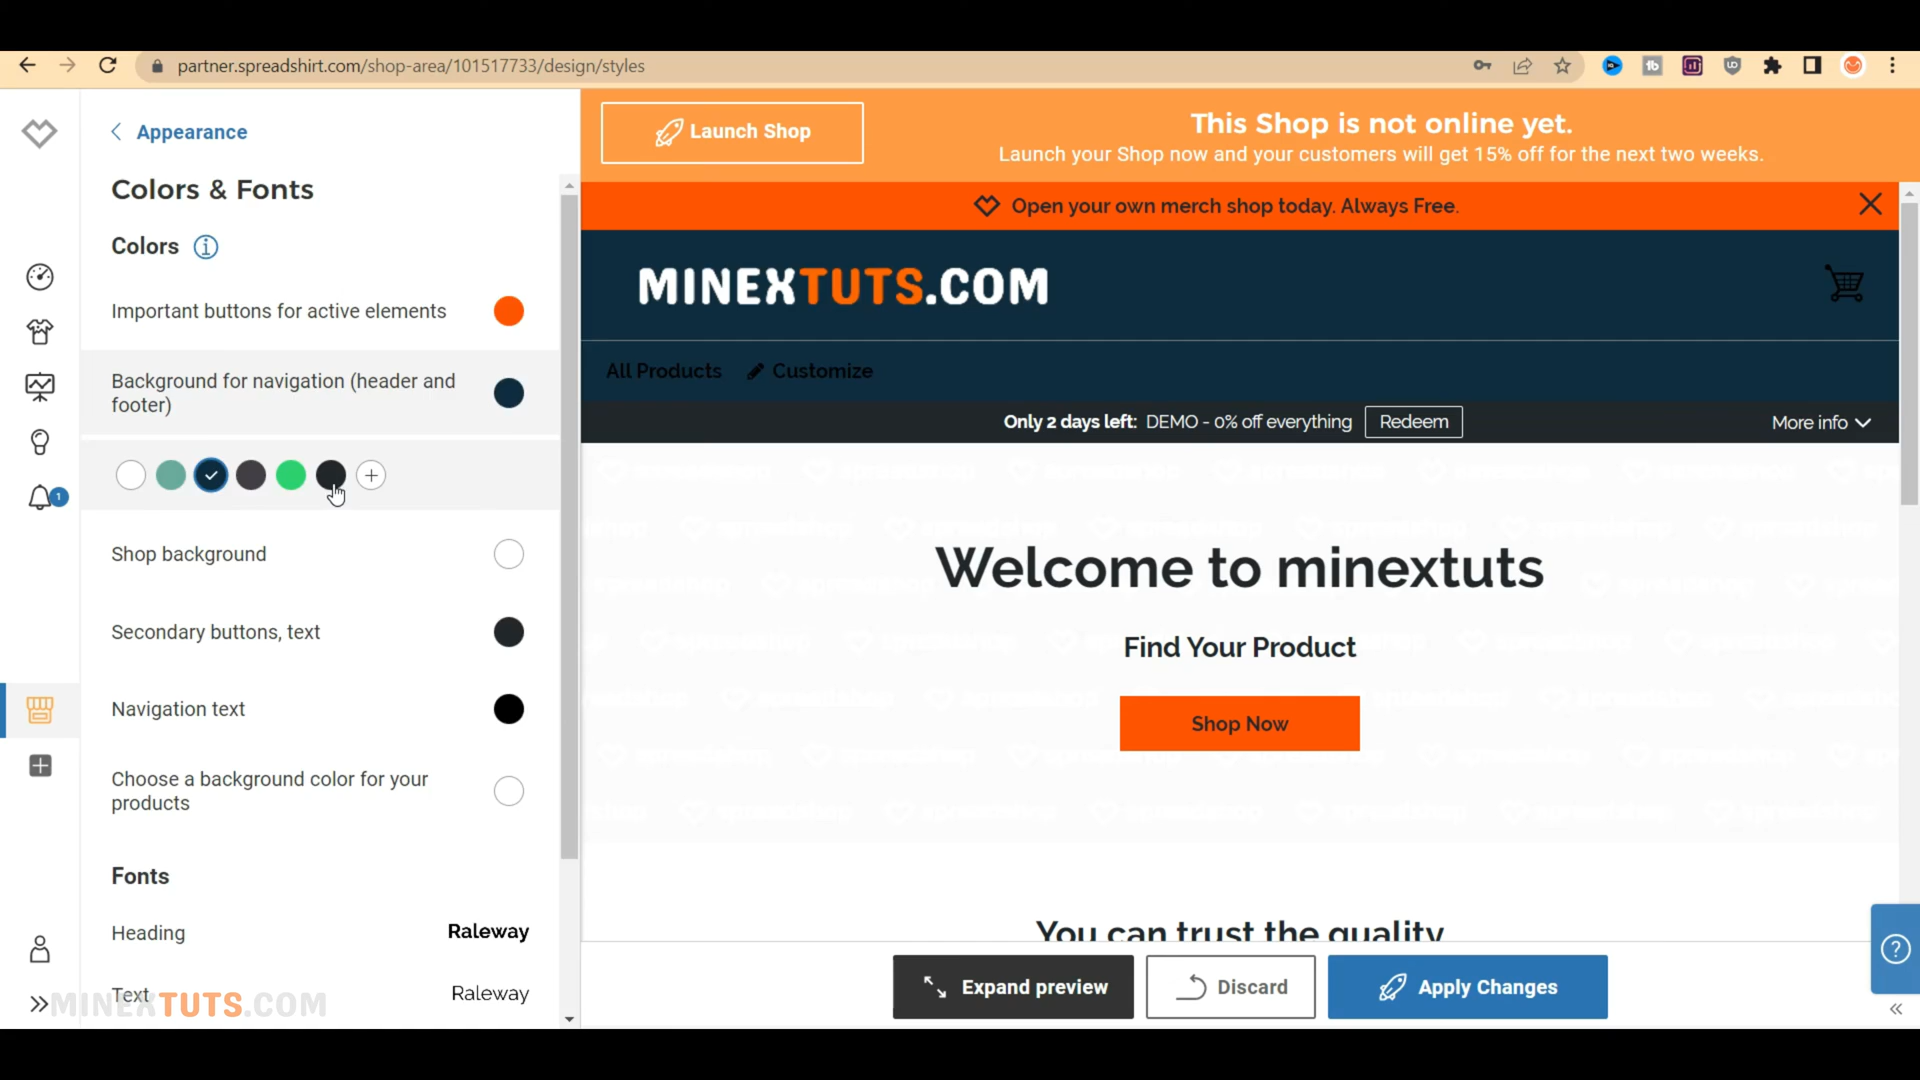 partner.spreadshirt.com/shop-area/101517733/design/styles
Appearance
Colors & Fonts
Colors
Important buttons for active elements
Background for navigation (header and
footer)
1
Shop background
Secondary buttons, text
Navigation text
Choose a background color for your
products
Fonts
Heading
Raleway
Text
Raleway
MINEXTUTS.COM
Launch Shop
This Shop is not online yet.
Launch your Shop now and your customers will get 15% off for the next two weeks.
Open your own merch shop today. Always Free.
MINEXTUTS.COM
All Products
Customize
Only 2 days left: DEMO - 0% off everything
Redeem
More info
Welcome to minextuts
Find Your Product
Shop Now
You can trust the quality
Expand preview
Discard
Apply Changes